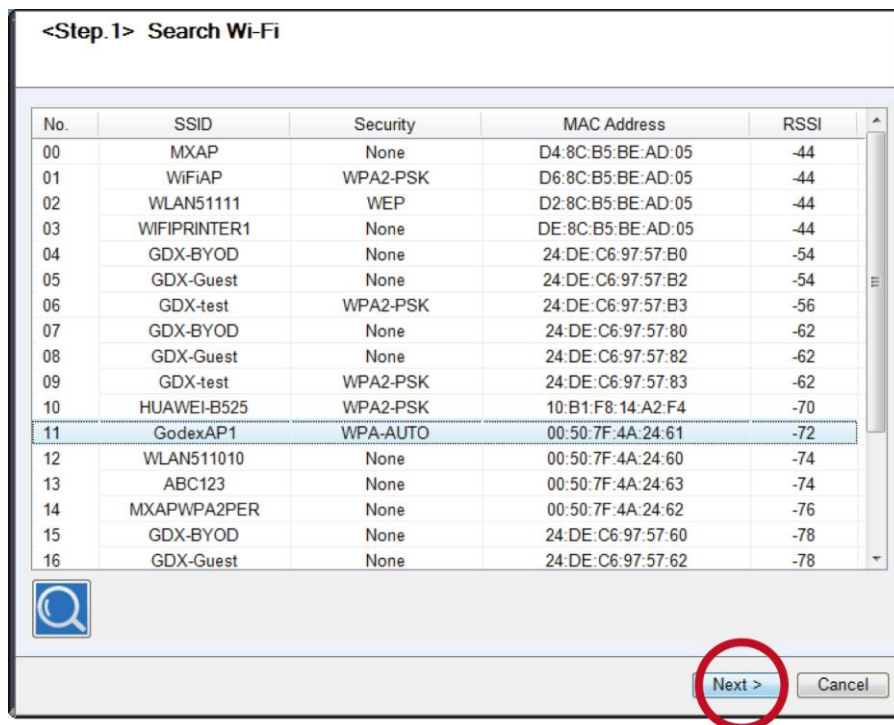 <Step.1> Search Wi-Fi
No. SSID Security MAC Address RSSI
00 MXAP None D4:8C:B5:BE:AD:05 -44
01 WiFiAP WPA2-PSK D6:8C:B5:BE:AD:05 -44
02 WLAN51111 WEP D2:8C:B5:BE:AD:05 -44
03 WIFIPRINTER1 None DE:8C:B5:BE:AD:05 -44
04 GDX-BYOD None 24:DE:C6:97:57:B0 -54
05 GDX-Guest None 24:DE:C6:97:57:B2 -54
06 GDX-test WPA2-PSK 24:DE:C6:97:57:B3 -56
07 GDX-BYOD None 24:DE:C6:97:57:80 -62
08 GDX-Guest None 24:DE:C6:97:57:82 -62
09 GDX-test WPA2-PSK 24:DE:C6:97:57:83 -62
10 HUAWEI-B525 WPA2-PSK 10:B1:F8:14:A2:F4 -70
11 GodexAP1 WPA-AUTO 00:50:7F:4A:24:61 -72
12 WLAN511010 None 00:50:7F:4A:24:60 -74
13 ABC123 None 00:50:7F:4A:24:63 -74
14 MXAPWPA2PER None 00:50:7F:4A:24:62 -76
15 GDX-BYOD None 24:DE:C6:97:57:60 -78
16 GDX-Guest None 24:DE:C6:97:57:62 -78
Next > Cancel